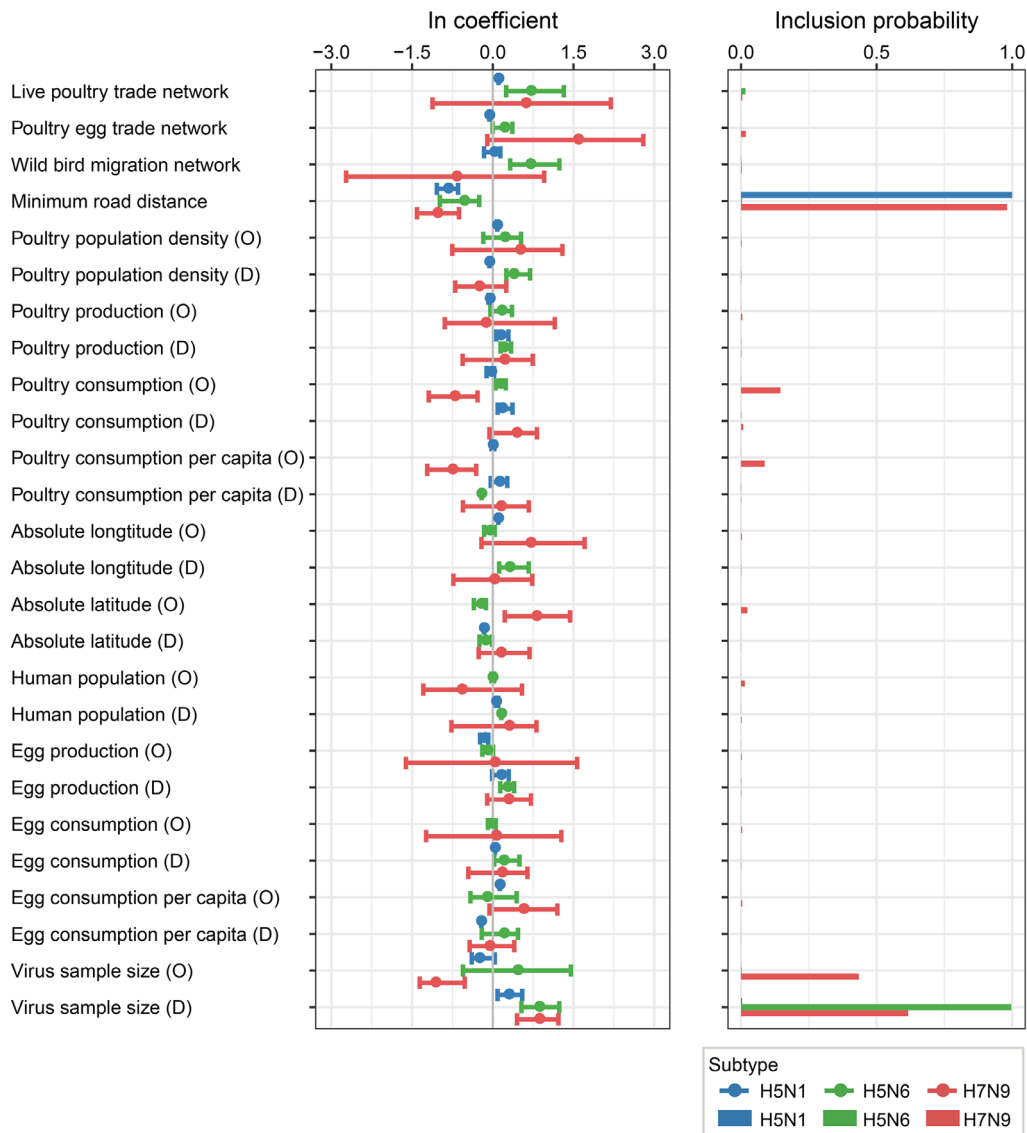 In coefficient
Inclusion probability
−3.0 −1.5 0.0 1.5 3.0
0.0 0.5 1.0
Live poultry trade network
Poultry egg trade network
Wild bird migration network
Minimum road distance
Poultry population density (O)
Poultry population density (D)
Poultry production (O)
Poultry production (D)
Poultry consumption (O)
Poultry consumption (D)
Poultry consumption per capita (O)
Poultry consumption per capita (D)
Absolute longtitude (O)
Absolute longtitude (D)
Absolute latitude (O)
Absolute latitude (D)
Human population (O)
Human population (D)
Egg production (O)
Egg production (D)
Egg consumption (O)
Egg consumption (D)
Egg consumption per capita (O)
Egg consumption per capita (D)
Virus sample size (O)
Virus sample size (D)
Subtype
H5N1 H5N6 H7N9
H5N1 H5N6 H7N9